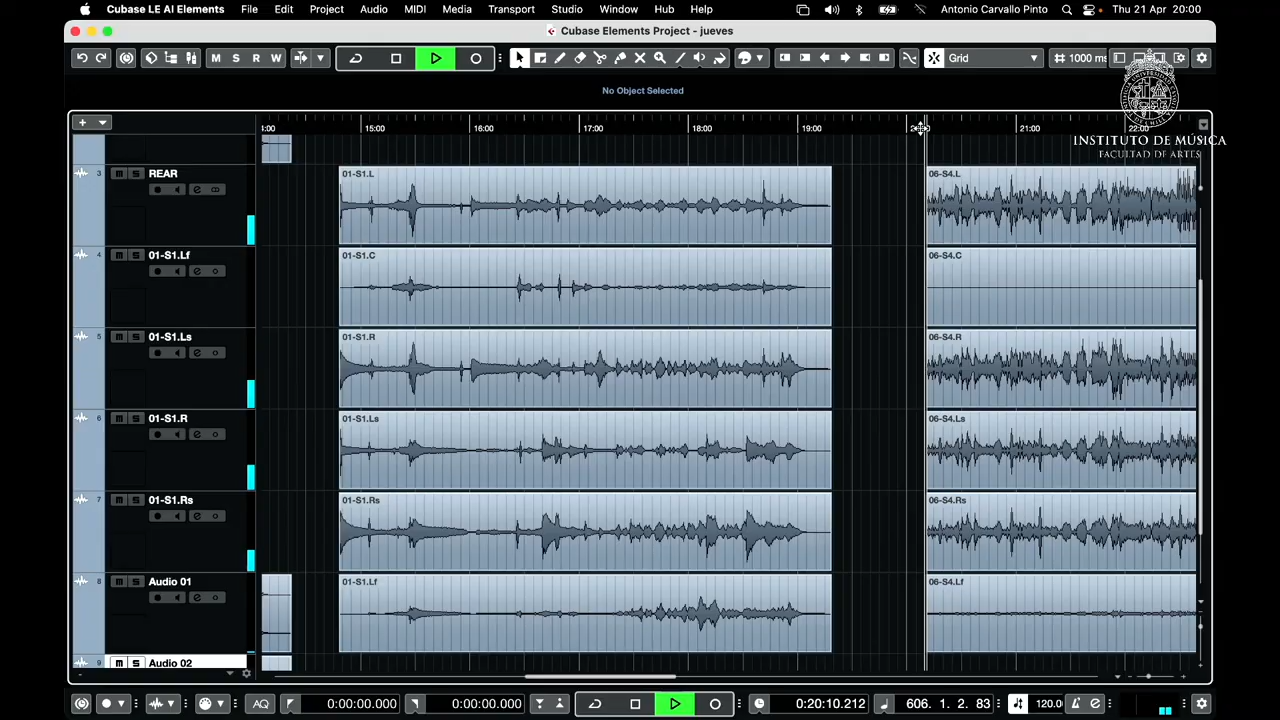 Cubase LE AI Elements File Edit Project Audio MIDI Media Transport Studio Window Hub Help Antonio Carvallo Pinto Thu 21 Apr 20:00
Cubase Elements Project - jueves
M S R W Grid 1000 ms
No Object Selected
INSTITUTO DE MÚSICA
FACULTAD DE ARTES
15:00 16:00 17:00 18:00 19:00 21:00 22:00
3 m s REAR 01-S1.L 06-S4.L
4 m s 01-S1.Lf 01-S1.C 06-S4.C
5 m s 01-S1.Ls 01-S1.R 06-S4.R
6 m s 01-S1.R 01-S1.Ls 06-S4.Ls
7 m s 01-S1.Rs 01-S1.Rs 06-S4.Rs
8 m s Audio 01 01-S1.Lf 06-S4.Lf
9 m s Audio 02
AQ 0:00:00.000 0:00:00.000 0:20:10.212 606. 1. 2. 83 120.0